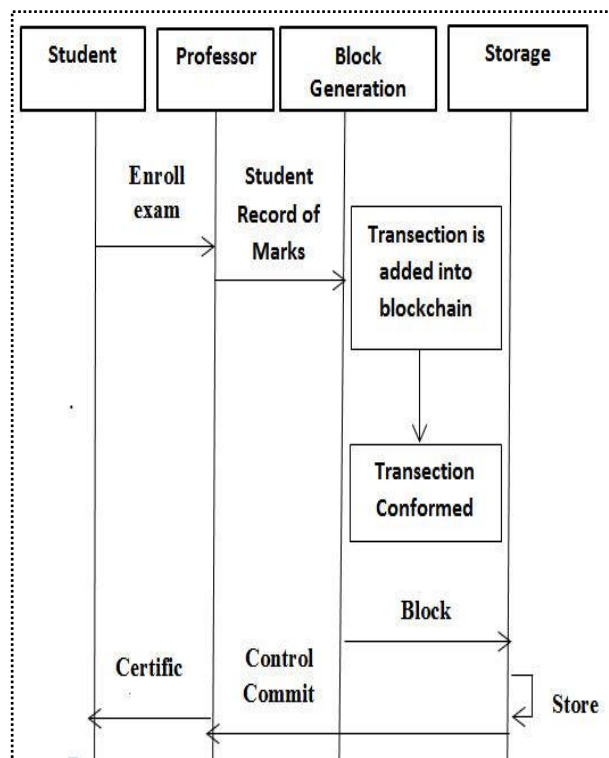 Student
Professor
Block
Generation
Storage
Enroll
exam
Student
Record of
Marks
Transection is
added into
blockchain
Transection
Conformed
Block
Certific
Control
Commit
Store